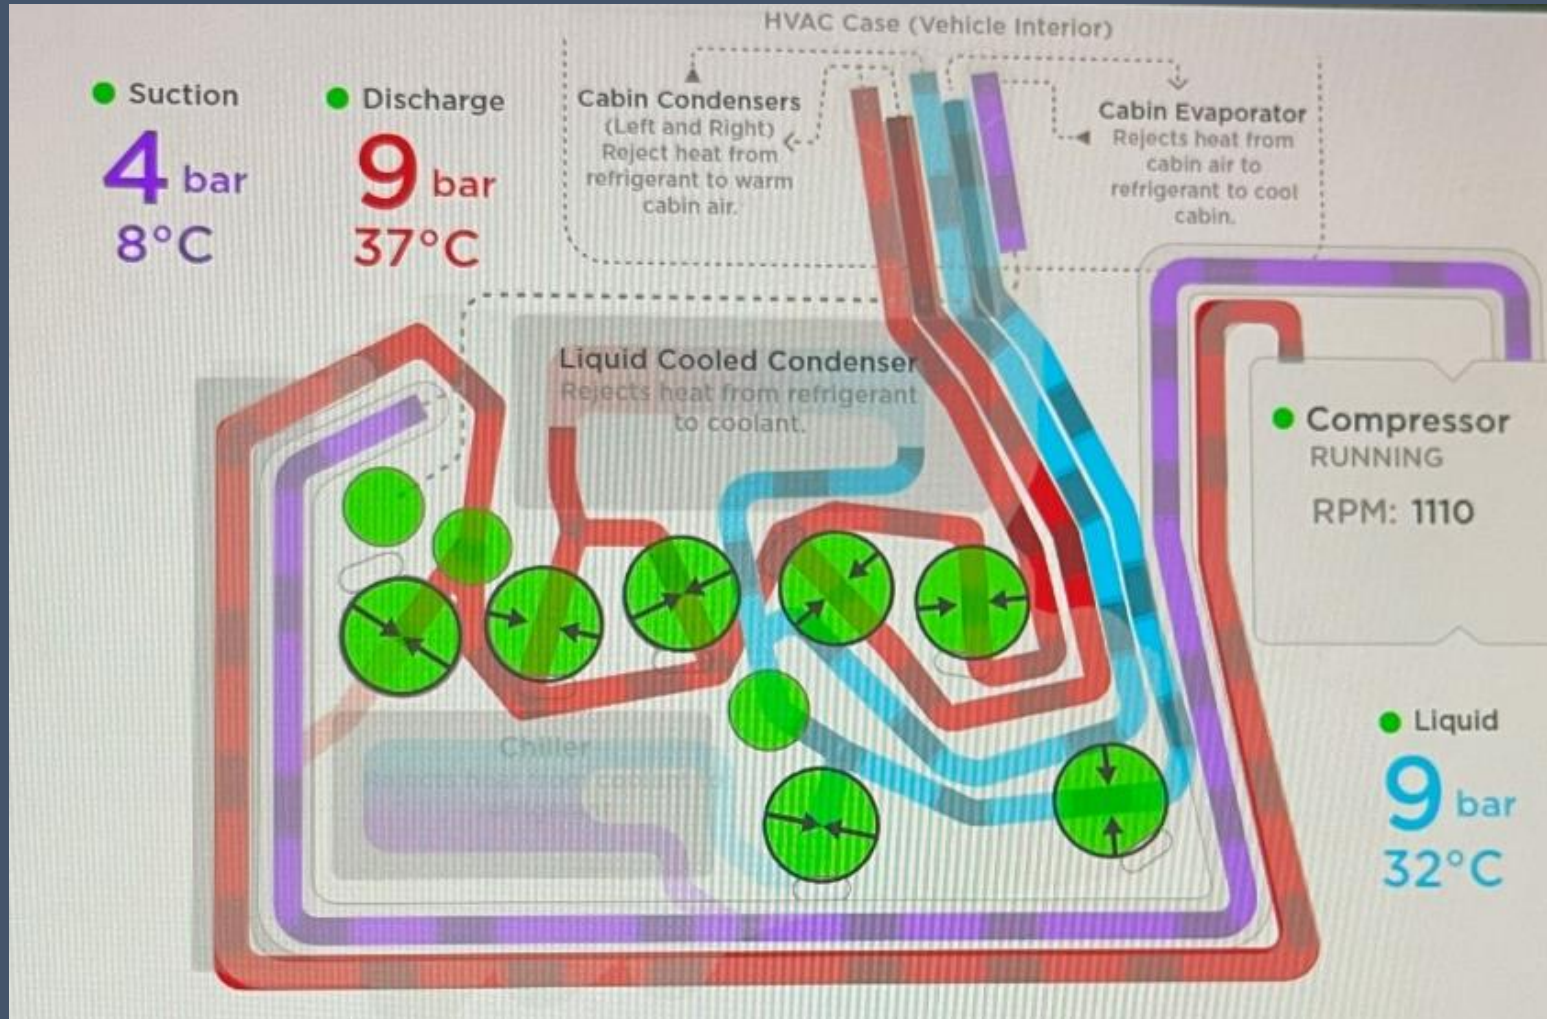 HVAC Case (Vehicle Interior)
Suction
4 bar
8°C
Discharge
9 bar
37°C
Cabin Condensers
(Left and Right)
Reject heat from
refrigerant to warm
cabin air.
Cabin Evaporator
Rejects heat from
cabin air to
refrigerant to cool
cabin.
Liquid Cooled Condenser
Rejects heat from refrigerant
to coolant.
Compressor
RUNNING
RPM: 1110
Chiller
Liquid
9 bar
32°C